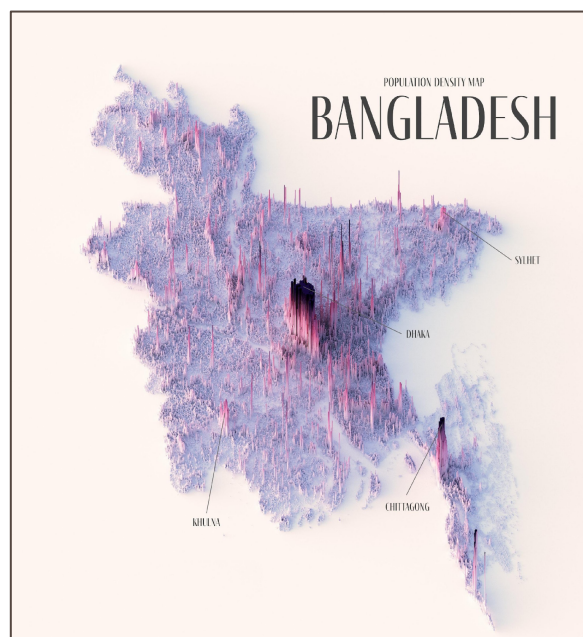 POPULATION DENSITY MAP
BANGLADESH
SYLHET
DHAKA
CHITTAGONG
KHULNA